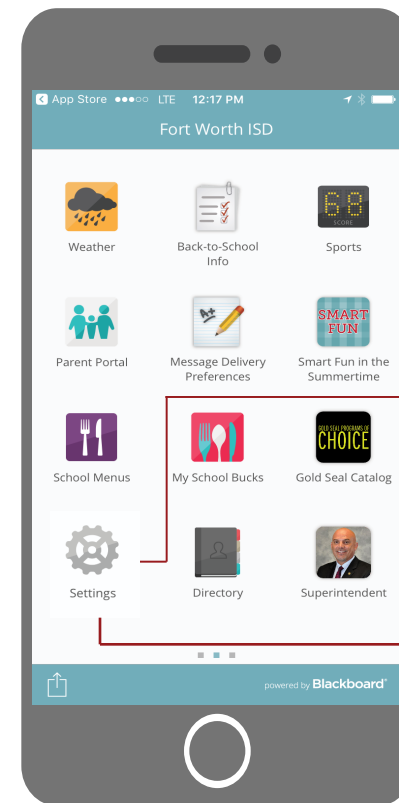 App Store LTE 12:17 PM
Fort Worth ISD
Weather
Back-to-School
Info
68
SCORE
Sports
Parent Portal
A+
Message Delivery
Preferences
SMART
FUN
Smart Fun in the
Summertime
School Menus
My School Bucks
GOLD SEAL PROGRAMS OF
CHOICE
Gold Seal Catalog
Settings
Directory
Superintendent
powered by Blackboard